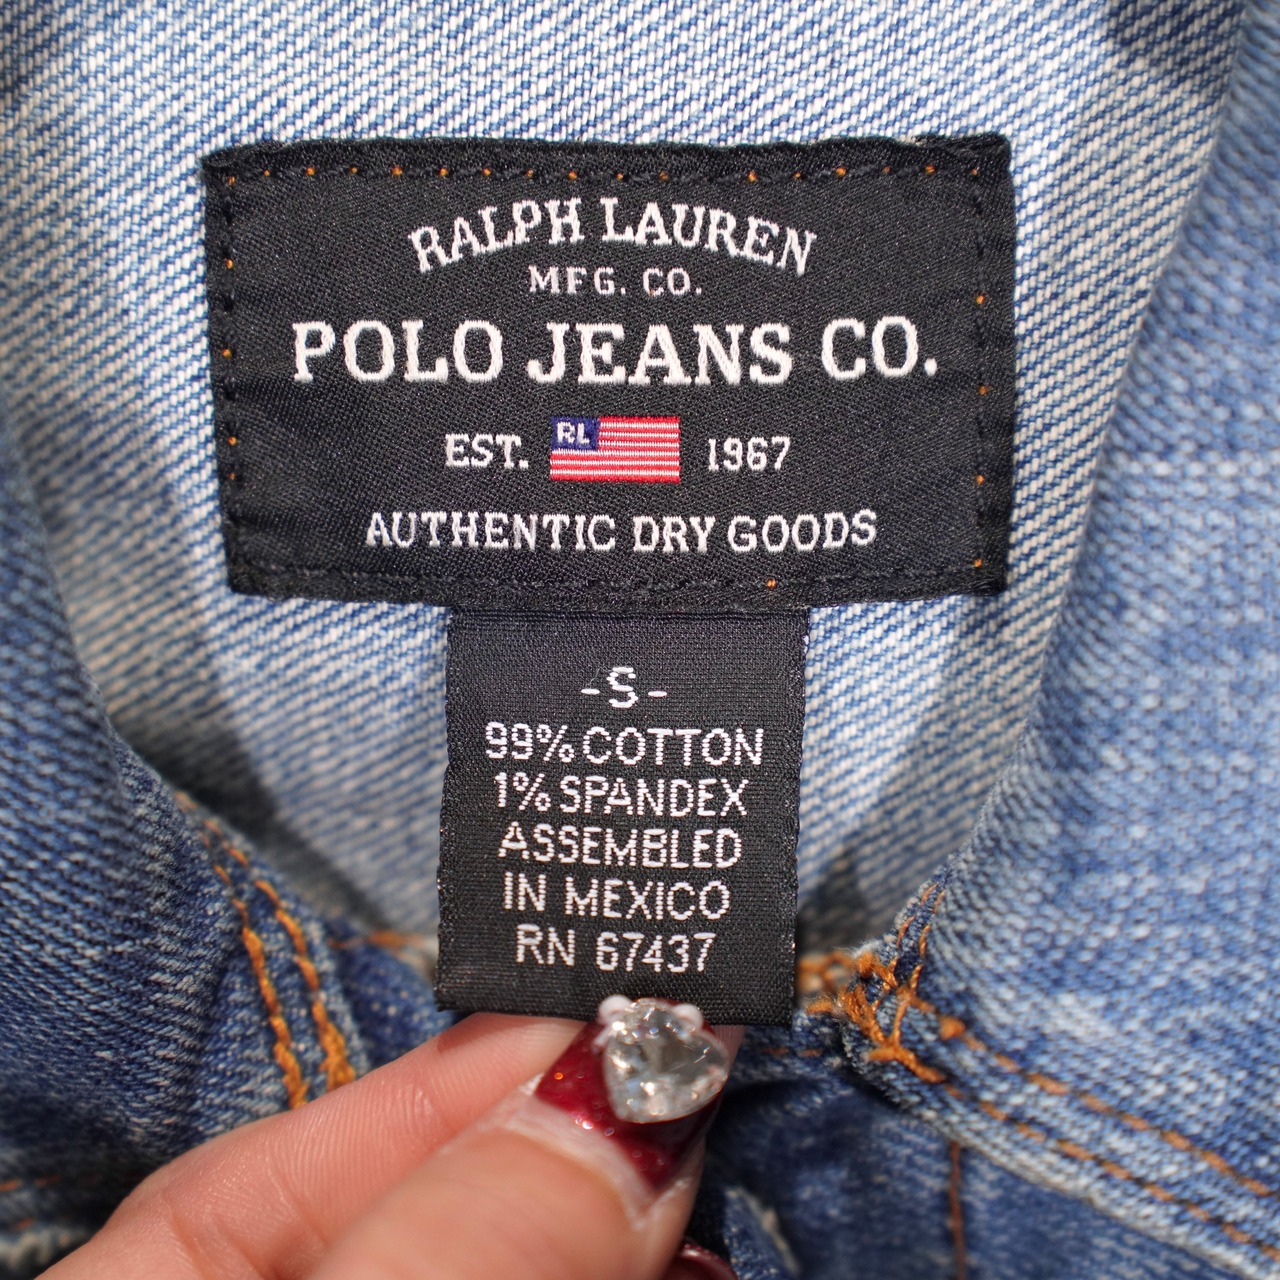 RALPH LAUREN
MFG. CO.
POLO JEANS CO.
EST. RL 1967
AUTHENTIC DRY GOODS
-S-
99% COTTON
1% SPANDEX
ASSEMBLED
IN MEXICO
RN 67437